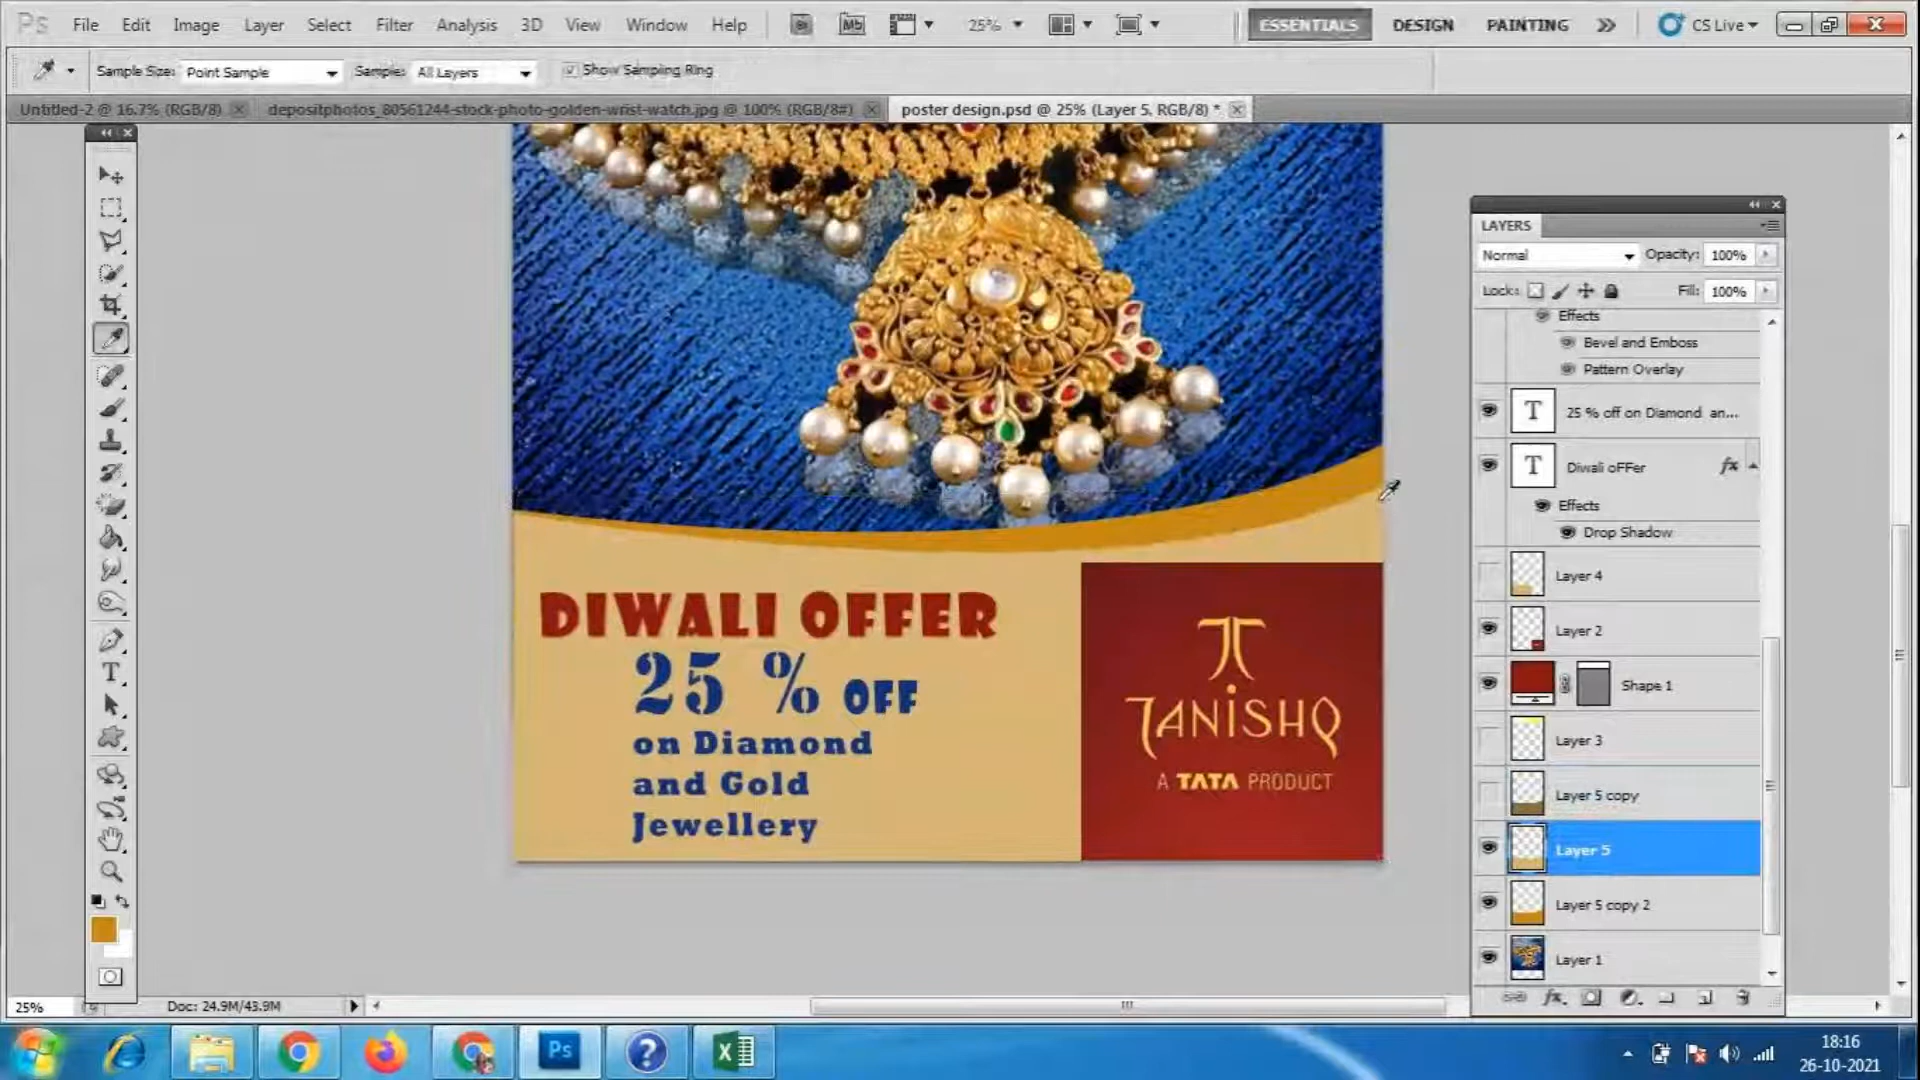 Ps File Edit Image Layer Select Filter Analysis 3D View Window Help Br Mb 25% ESSENTIALS DESIGN PAINTING CS Live
Sample Size: Point Sample Sample: All Layers Show Sampling Ring
Untitled-2 @ 16.7% (RGB/8) depositphotos_80561244-stock-photo-golden-wrist-watch.jpg @ 100% (RGB/8#) poster design.psd @ 25% (Layer 5, RGB/8) *
LAYERS
Normal Opacity: 100%
Lock: Fill: 100%
Effects
Bevel and Emboss
Pattern Overlay
T 25 % off on Diamond an...
T Diwali oFFer fx
Effects
Drop Shadow
Layer 4
Layer 2
Shape 1
Layer 3
Layer 5 copy
Layer 5
Layer 5 copy 2
Layer 1
DIWALI OFFER
25 % OFF
on Diamond
and Gold
Jewellery
TANISHQ
A TATA PRODUCT
25% Doc: 24.9M/43.9M
Ps
18:16
26-10-2021